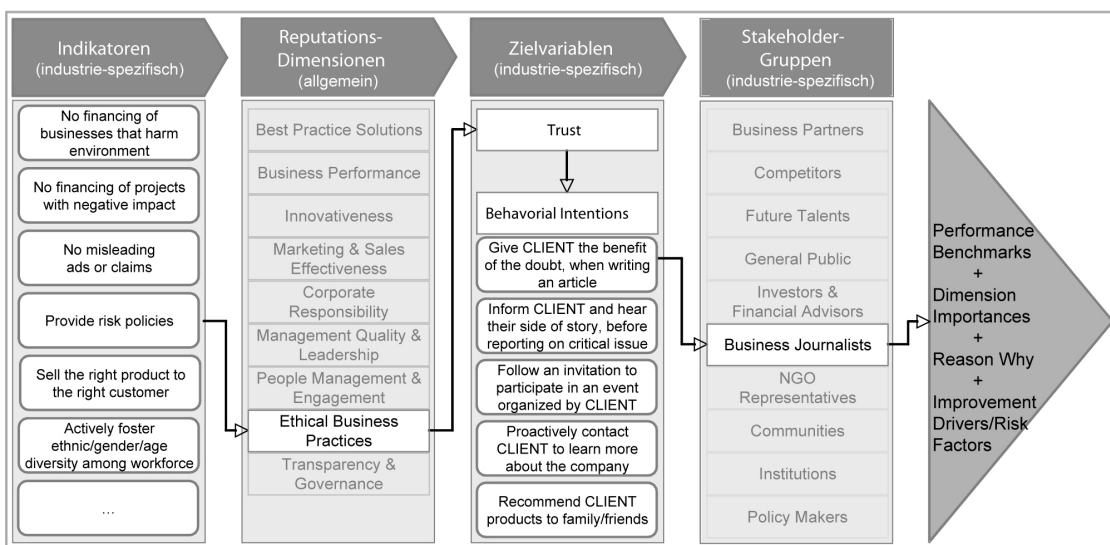 Indikatoren
(industrie-spezifisch)
Reputations-
Dimensionen
(allgemein)
Zielvariablen
(industrie-spezifisch)
Stakeholder-
Gruppen
(industrie-spezifisch)
No financing of
businesses that harm
environment
No financing of projects
with negative impact
No misleading
ads or claims
Provide risk policies
Sell the right product to
the right customer
Actively foster
ethnic/gender/age
diversity among workforce
...
Best Practice Solutions
Business Performance
Innovativeness
Marketing & Sales
Effectiveness
Corporate
Responsibility
Management Quality &
Leadership
People Management &
Engagement
Ethical Business
Practices
Transparency &
Governance
Trust
Behavorial Intentions
Give CLIENT the benefit
of the doubt, when writing
an article
Inform CLIENT and hear
their side of story, before
reporting on critical issue
Follow an invitation to
participate in an event
organized by CLIENT
Proactively contact
CLIENT to learn more
about the company
Recommend CLIENT
products to family/friends
Business Partners
Competitors
Future Talents
General Public
Investors &
Financial Advisors
Business Journalists
NGO
Representatives
Communities
Institutions
Policy Makers
Performance
Benchmarks
+
Dimension
Importances
+
Reason Why
+
Improvement
Drivers/Risk
Factors